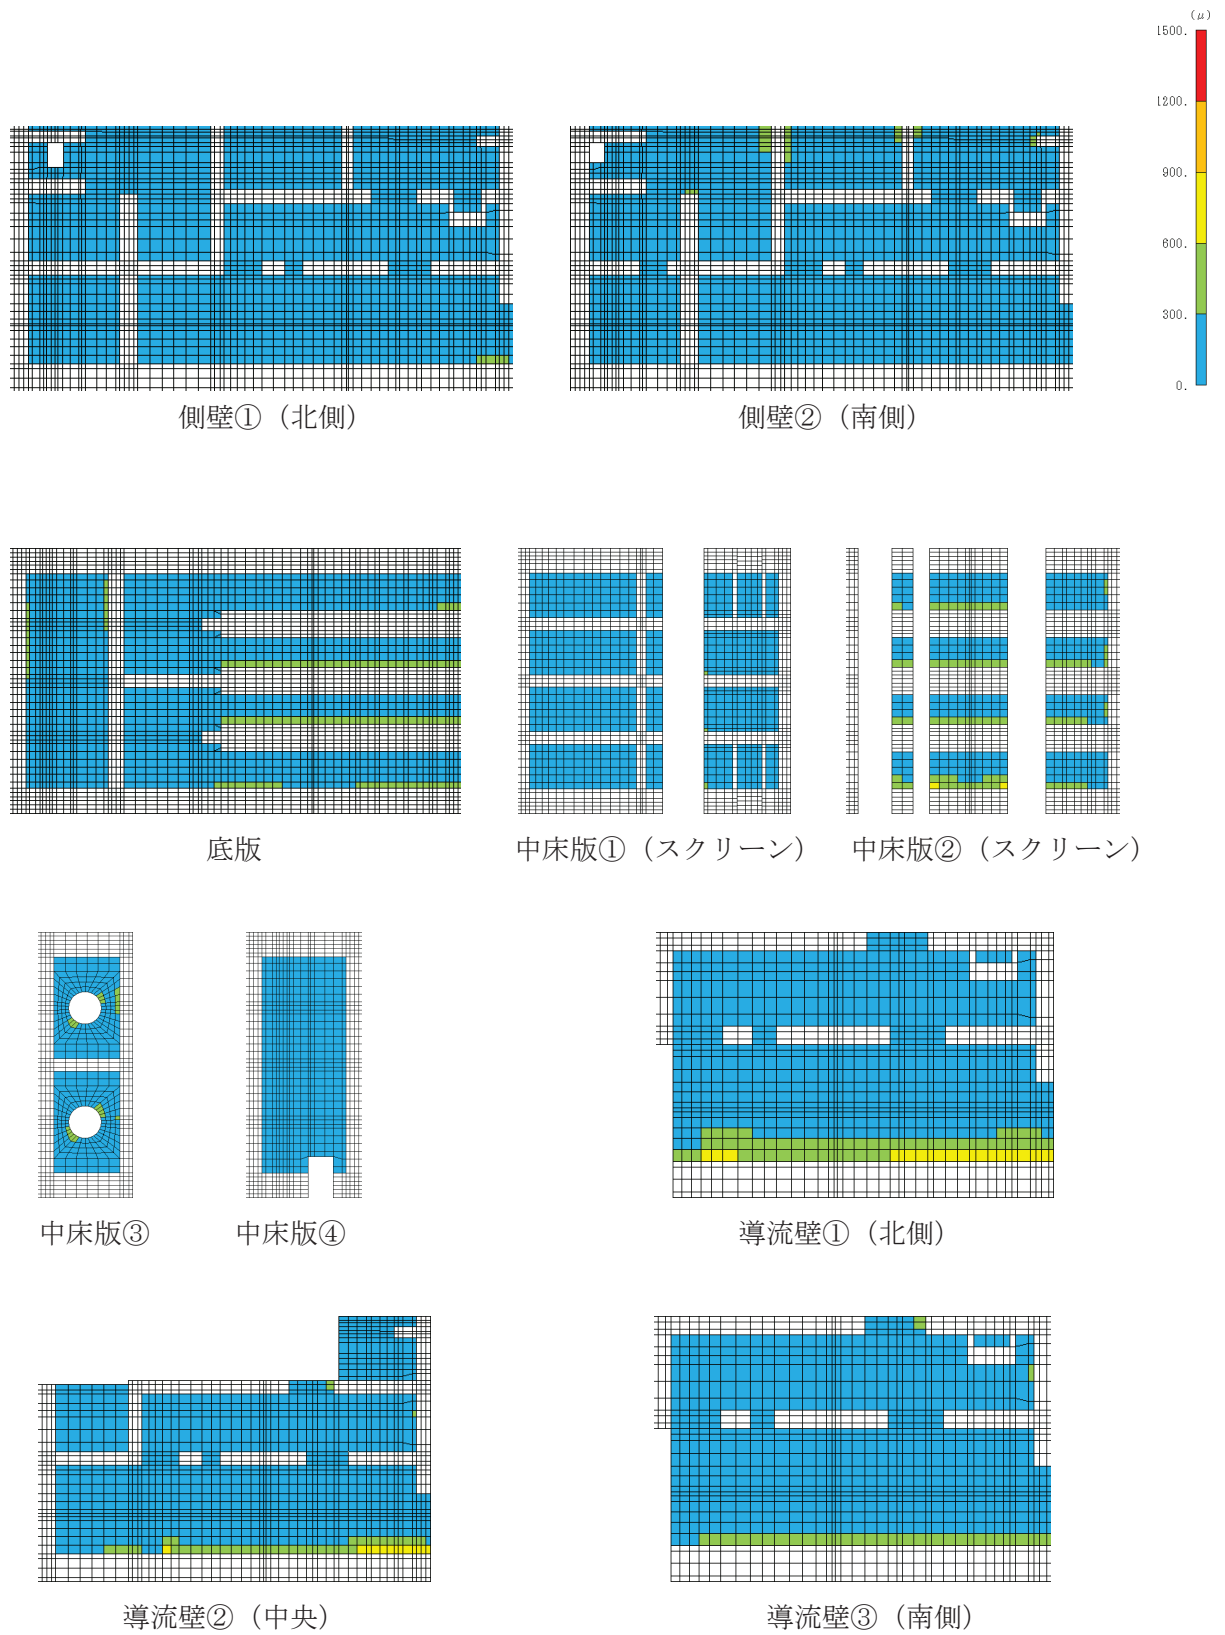 (μ)
1500.
1200.
900.
600.
300.
0.
側壁①（北側）
側壁②（南側）
底版
中床版①（スクリーン）
中床版②（スクリーン）
中床版③
中床版④
導流壁①（北側）
導流壁②（中央）
導流壁③（南側）